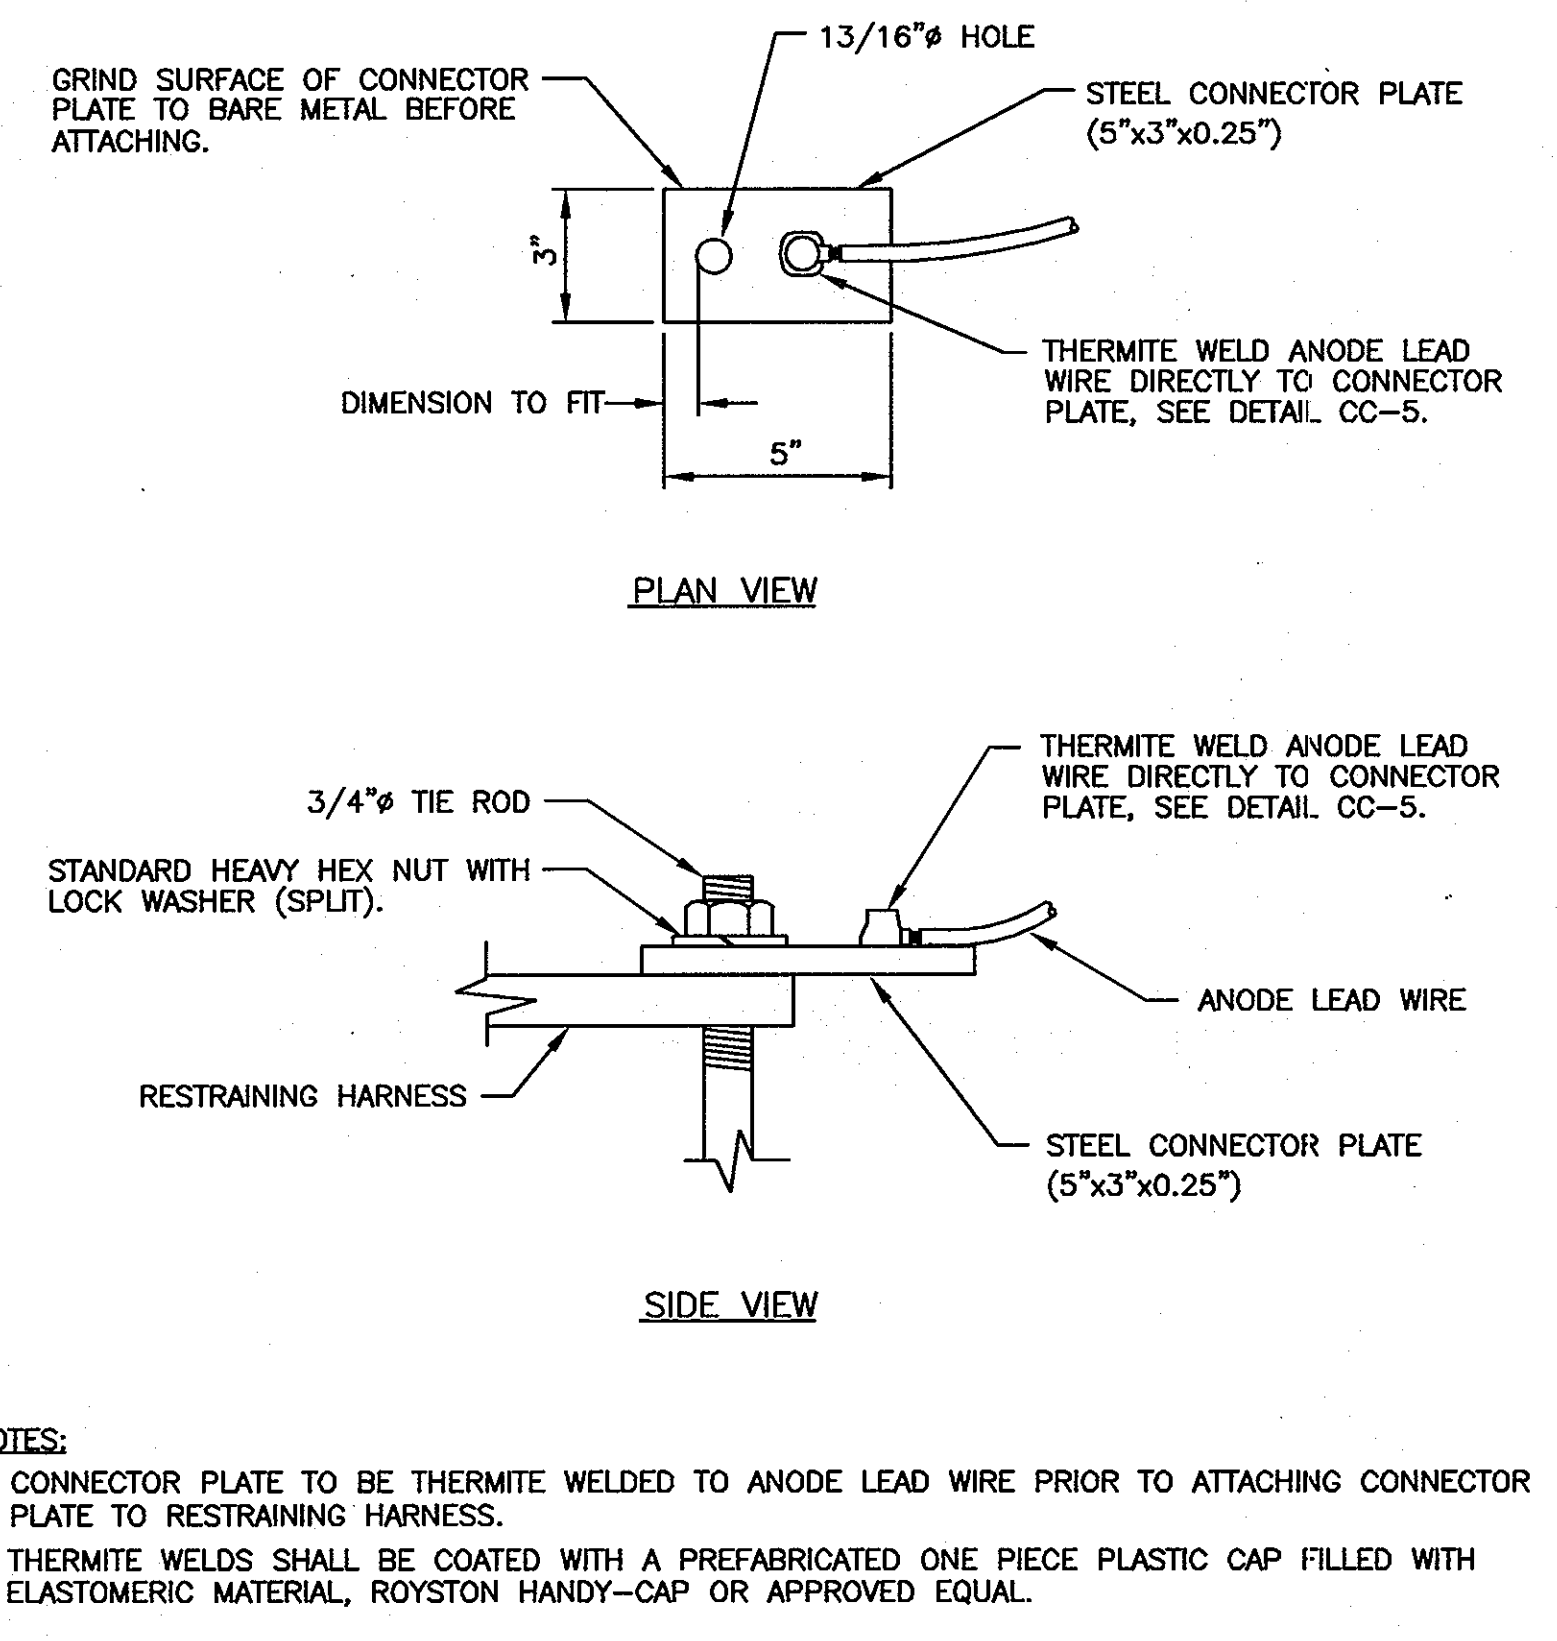 13/16"ø HOLE
GRIND SURFACE OF CONNECTOR
PLATE TO BARE METAL BEFORE
ATTACHING.
STEEL CONNECTOR PLATE
(5"x3"x0.25")
3"
THERMITE WELD ANODE LEAD
WIRE DIRECTLY TO CONNECTOR
PLATE, SEE DETAIL CC-5.
DIMENSION TO FIT
5"
PLAN VIEW
THERMITE WELD ANODE LEAD
WIRE DIRECTLY TO CONNECTOR
PLATE, SEE DETAIL CC-5.
3/4"ø TIE ROD
STANDARD HEAVY HEX NUT WITH
LOCK WASHER (SPLIT).
ANODE LEAD WIRE
RESTRAINING HARNESS
STEEL CONNECTOR PLATE
(5"x3"x0.25")
SIDE VIEW
OTES:
CONNECTOR PLATE TO BE THERMITE WELDED TO ANODE LEAD WIRE PRIOR TO ATTACHING CONNECTOR
PLATE TO RESTRAINING HARNESS.
THERMITE WELDS SHALL BE COATED WITH A PREFABRICATED ONE PIECE PLASTIC CAP FILLED WITH
ELASTOMERIC MATERIAL, ROYSTON HANDY-CAP OR APPROVED EQUAL.